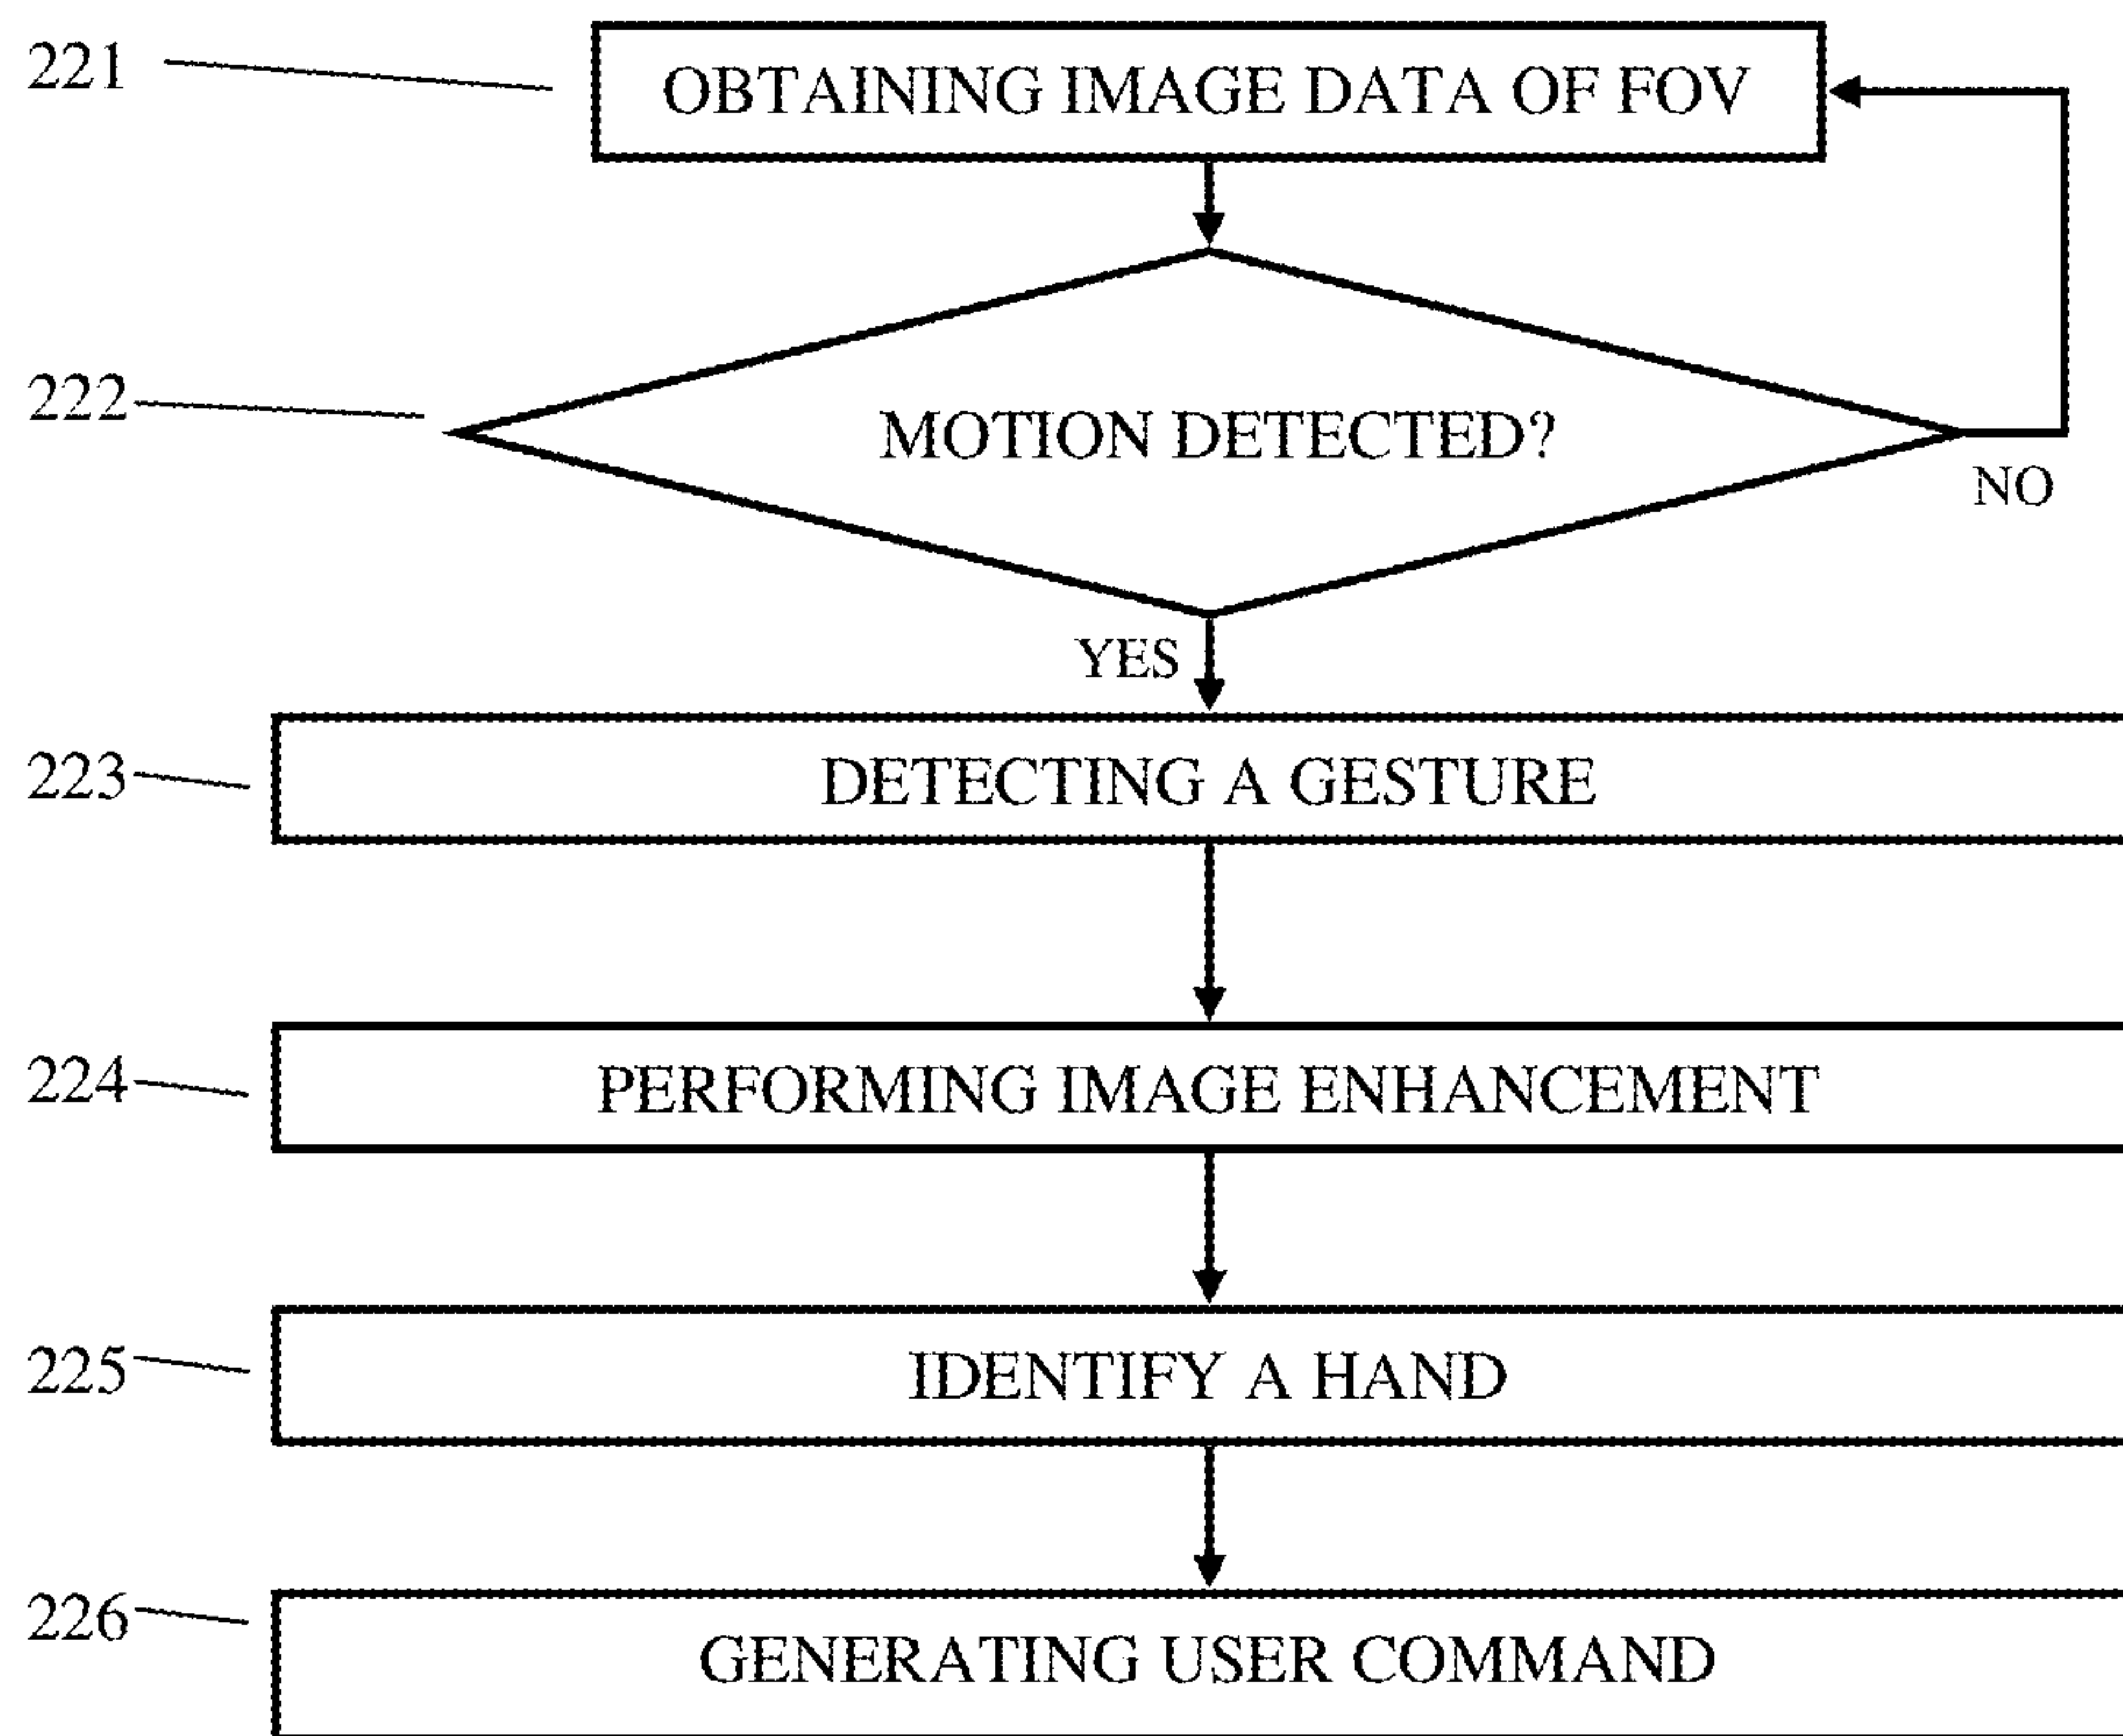 221
OBTAINING IMAGE DATA OF FOV
222
MOTION DETECTED?
NO
YES
223
DETECTING A GESTURE
224
PERFORMING IMAGE ENHANCEMENT
225
IDENTIFY A HAND
226
GENERATING USER COMMAND